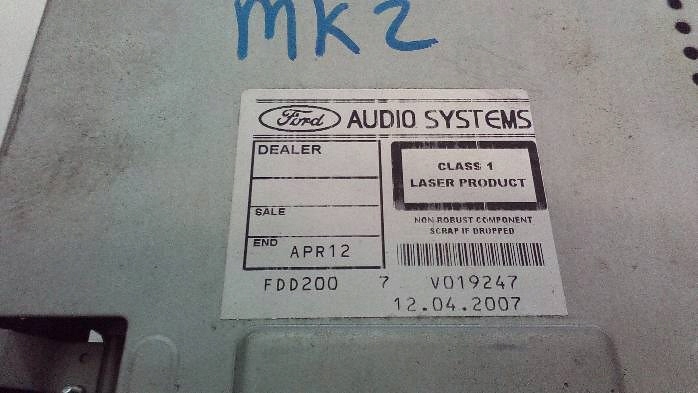 MK2
Ford AUDIO SYSTEMS
DEALER
CLASS 1
LASER PRODUCT
SALE
NON ROBUST COMPONENT
SCRAP IF DROPPED
END APR12
FDD200 7 V019247
12.04.2007